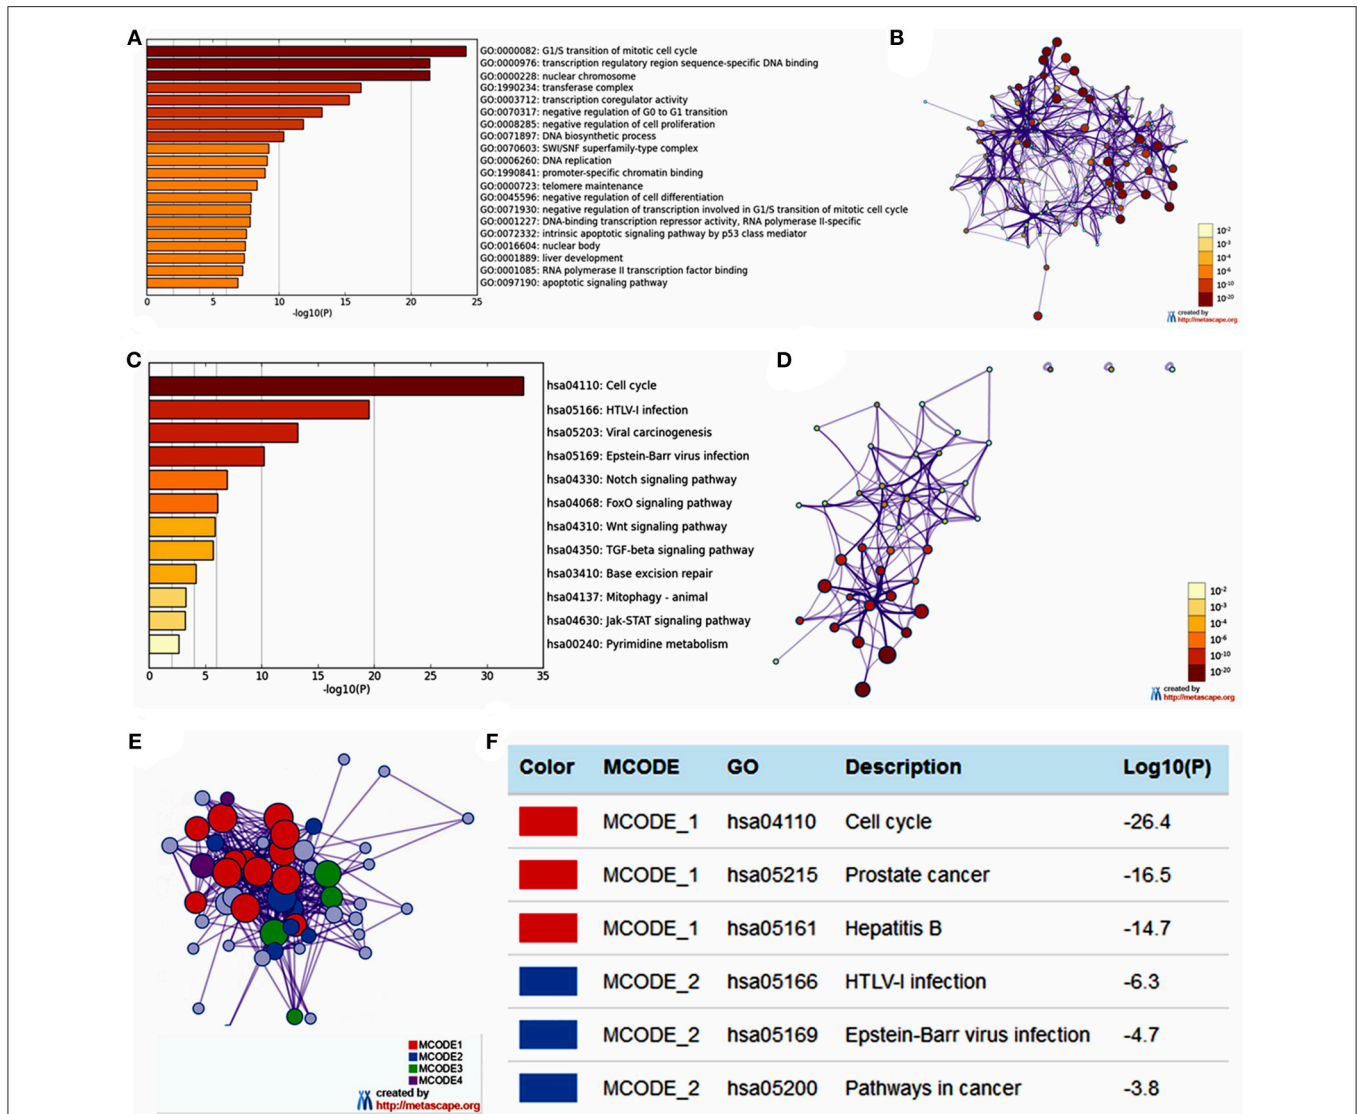 A
GO:0000082: G1/S transition of mitotic cell cycle
GO:0000976: transcription regulatory region sequence-specific DNA binding
GO:0000228: nuclear chromosome
GO:1990234: transferase complex
GO:0003712: transcription coregulator activity
GO:0070317: negative regulation of G0 to G1 transition
GO:0008285: negative regulation of cell proliferation
GO:0071897: DNA biosynthetic process
GO:0070603: SWI/SNF superfamily-type complex
GO:0006260: DNA replication
GO:1990841: promoter-specific chromatin binding
GO:0000723: telomere maintenance
GO:0045596: negative regulation of cell differentiation
GO:0071930: negative regulation of transcription involved in G1/S transition of mitotic cell cycle
GO:0001227: DNA-binding transcription repressor activity, RNA polymerase II-specific
GO:0072332: intrinsic apoptotic signaling pathway by p53 class mediator
GO:0016604: nuclear body
GO:0001889: liver development
GO:0001085: RNA polymerase II transcription factor binding
GO:0097190: apoptotic signaling pathway
0 5 10 15 20 25
-log10(P)
B
10-2
10-3
10-4
10-6
10-10
10-20
created by
http://metascape.org
C
hsa04110: Cell cycle
hsa05166: HTLV-I infection
hsa05203: Viral carcinogenesis
hsa05169: Epstein-Barr virus infection
hsa04330: Notch signaling pathway
hsa04068: FoxO signaling pathway
hsa04310: Wnt signaling pathway
hsa04350: TGF-beta signaling pathway
hsa03410: Base excision repair
hsa04137: Mitophagy - animal
hsa04630: Jak-STAT signaling pathway
hsa00240: Pyrimidine metabolism
0 5 10 15 20 25 30 35
-log10(P)
D
10-2
10-3
10-4
10-6
10-10
10-20
created by
http://metascape.org
E
MCODE1
MCODE2
MCODE3
MCODE4
created by
http://metascape.org
F
Color MCODE GO Description Log10(P)
MCODE_1 hsa04110 Cell cycle -26.4
MCODE_1 hsa05215 Prostate cancer -16.5
MCODE_1 hsa05161 Hepatitis B -14.7
MCODE_2 hsa05166 HTLV-I infection -6.3
MCODE_2 hsa05169 Epstein-Barr virus infection -4.7
MCODE_2 hsa05200 Pathways in cancer -3.8